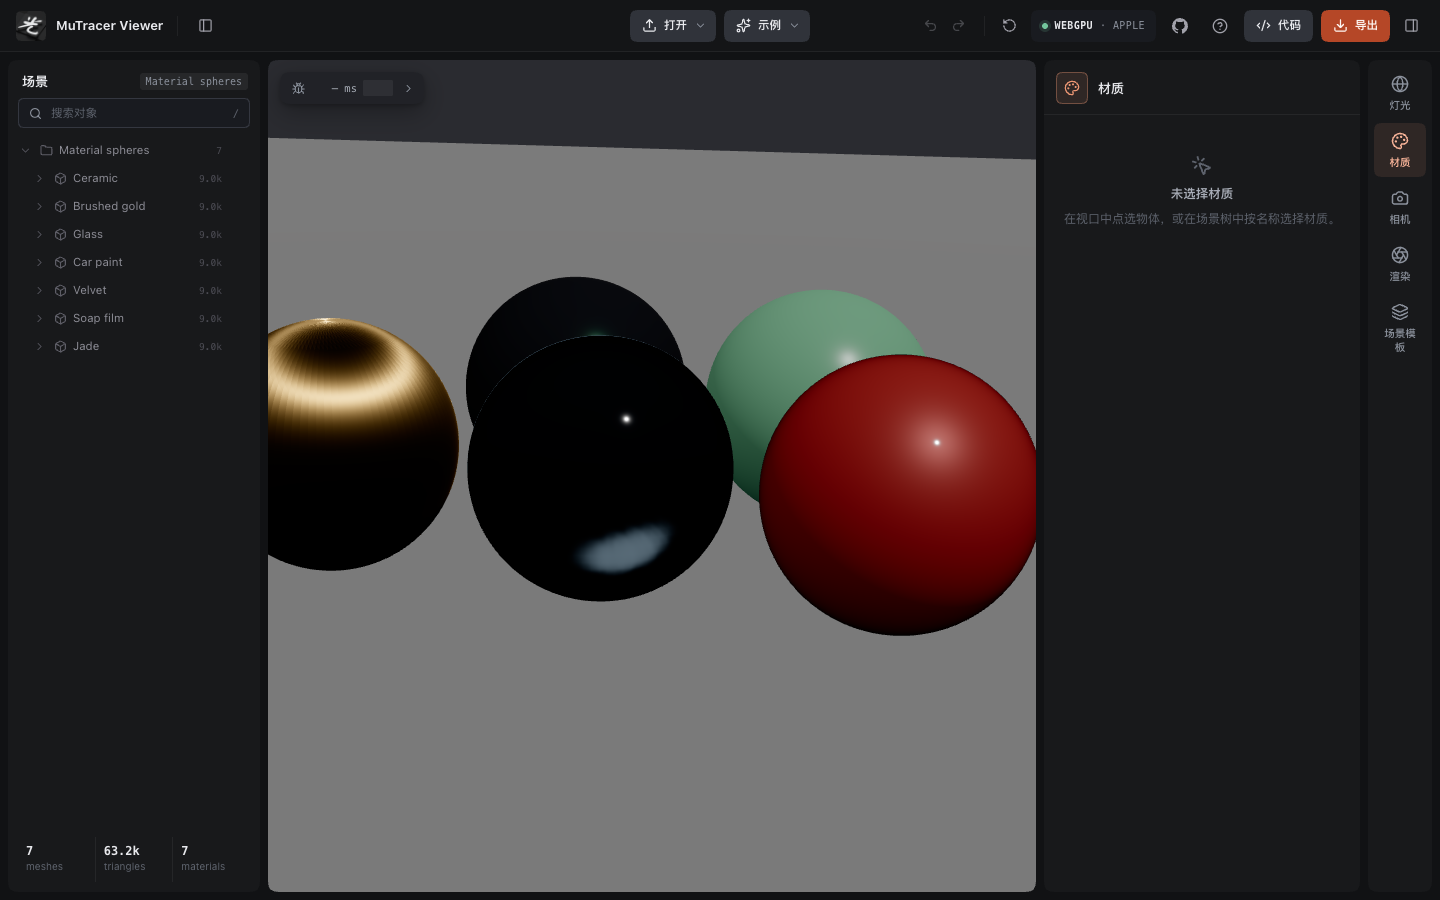 MuTracer Viewer
打开
示例
WEBGPU · APPLE
代码
导出
场景
Material spheres
搜索对象
/
Material spheres 7
Ceramic 9.0k
Brushed gold 9.0k
Glass 9.0k
Car paint 9.0k
Velvet 9.0k
Soap film 9.0k
Jade 9.0k
7
meshes
63.2k
triangles
7
materials
– ms
材质
未选择材质
在视口中点选物体，或在场景树中按名称选择材质。
灯光
材质
相机
渲染
场景模
板